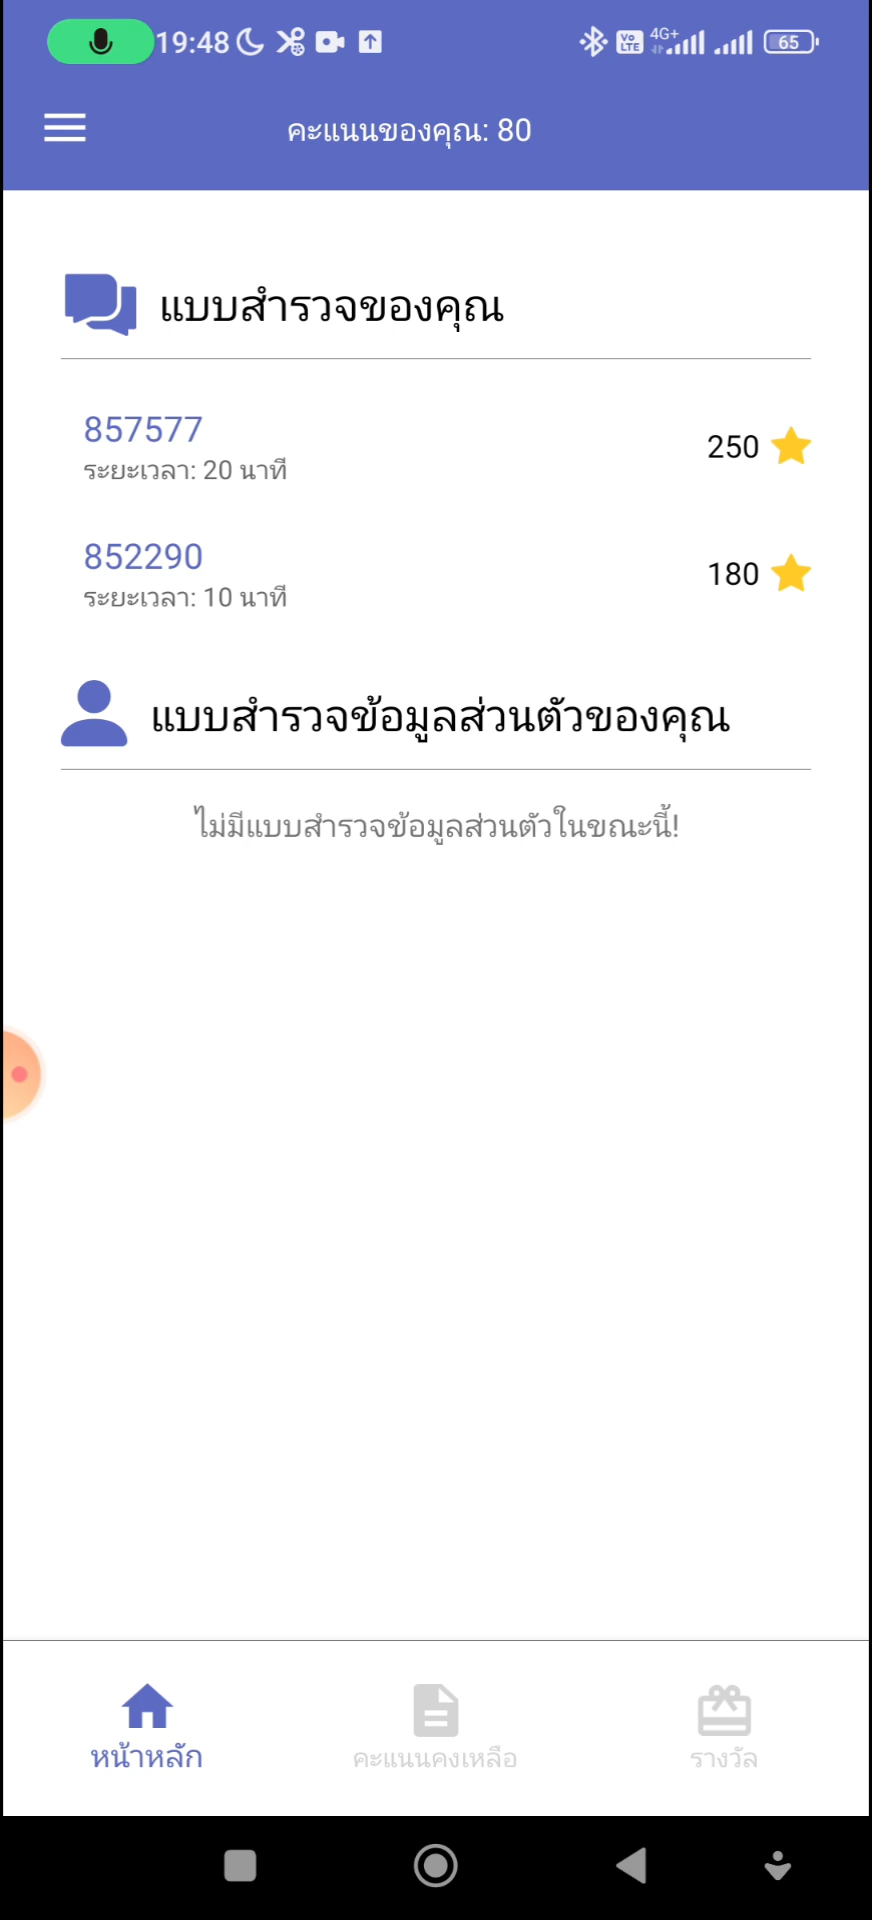 19:48
Vo LTE 4G+ 65
คะแนนของคุณ: 80
แบบสำรวจของคุณ
857577
ระยะเวลา: 20 นาที
250
852290
ระยะเวลา: 10 นาที
180
แบบสำรวจข้อมูลส่วนตัวของคุณ
ไม่มีแบบสำรวจข้อมูลส่วนตัวในขณะนี้!
หน้าหลัก
คะแนนคงเหลือ
รางวัล